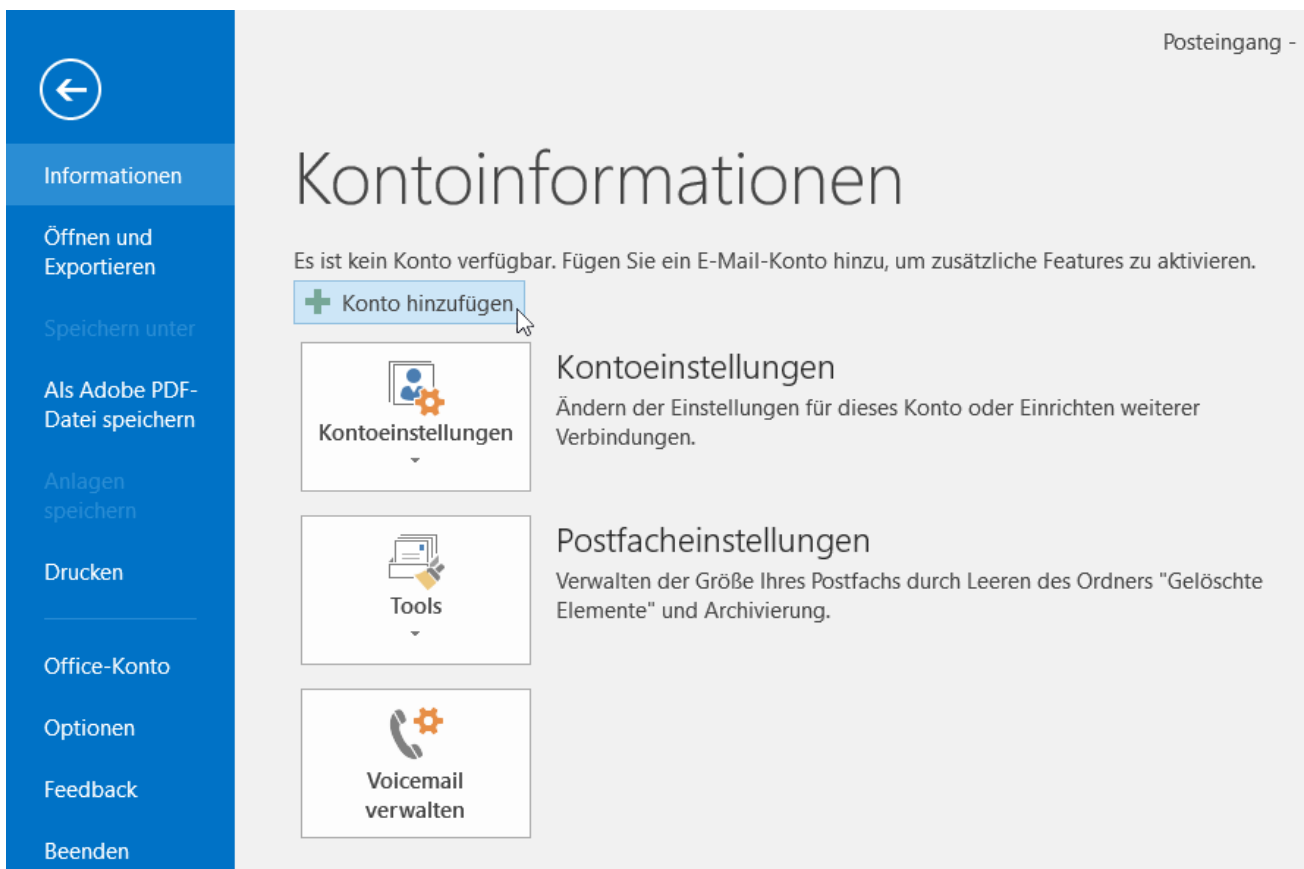 Posteingang -
Informationen
Öffnen und
Exportieren
Speichern unter
Als Adobe PDF-
Datei speichern
Anlagen
speichern
Drucken
Office-Konto
Optionen
Feedback
Beenden
Kontoinformationen
Es ist kein Konto verfügbar. Fügen Sie ein E-Mail-Konto hinzu, um zusätzliche Features zu aktivieren.
Konto hinzufügen
Kontoeinstellungen
Kontoeinstellungen
Ändern der Einstellungen für dieses Konto oder Einrichten weiterer
Verbindungen.
Tools
Postfacheinstellungen
Verwalten der Größe Ihres Postfachs durch Leeren des Ordners "Gelöschte
Elemente" und Archivierung.
Voicemail
verwalten